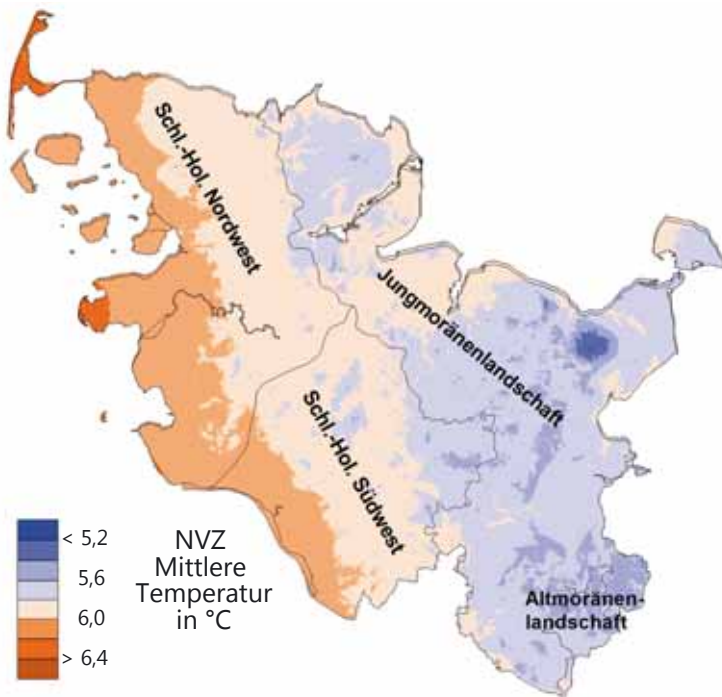 Schl.-Hol. Nordwest
Jungmoränenlandschaft
Schl.-Hol. Südwest
Altmoränen-
landschaft
NVZ
Mittlere
Temperatur
in °C
< 5,2
5,6
6,0
> 6,4